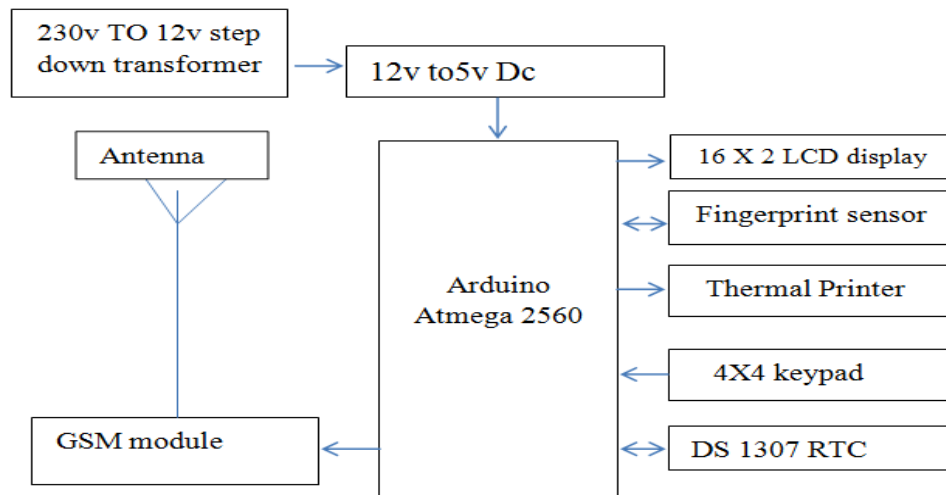 230v TO 12v step
down transformer
12v to5v Dc
Antenna
16 X 2 LCD display
Fingerprint sensor
Arduino
Atmega 2560
Thermal Printer
4X4 keypad
GSM module
DS 1307 RTC